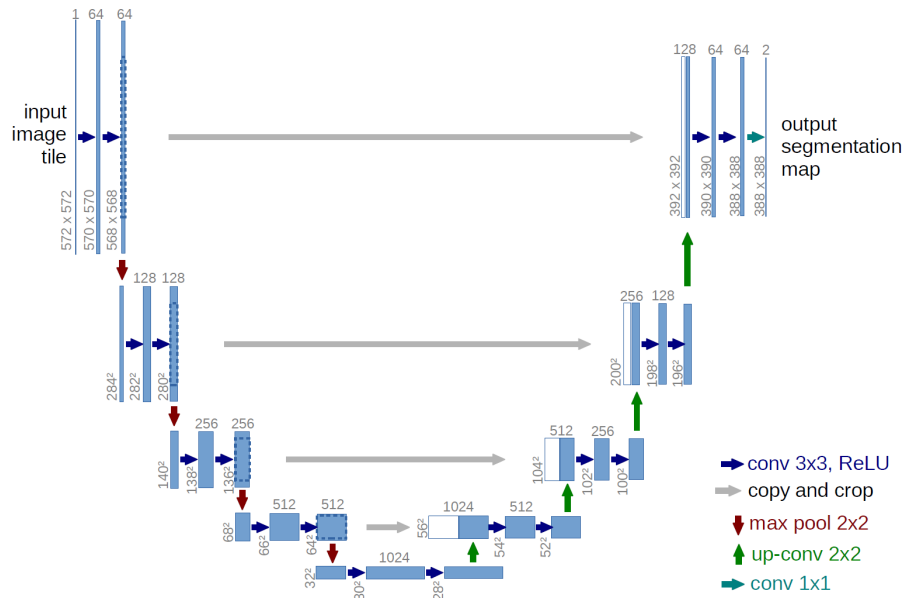 1 64 64
input
image
tile
572 x 572
570 x 570
568 x 568
128 64 64 2
output
segmentation
map
392 x 392
390 x 390
388 x 388
388 x 388
128 128
284²
282²
280²
256 128
200²
198²
196²
256 256
140²
138²
136²
512 256
104²
102²
100²
512 512
68²
66²
64²
1024 512
56²
54²
52²
1024
32²
30²
28²
conv 3x3, ReLU
copy and crop
max pool 2x2
up-conv 2x2
conv 1x1